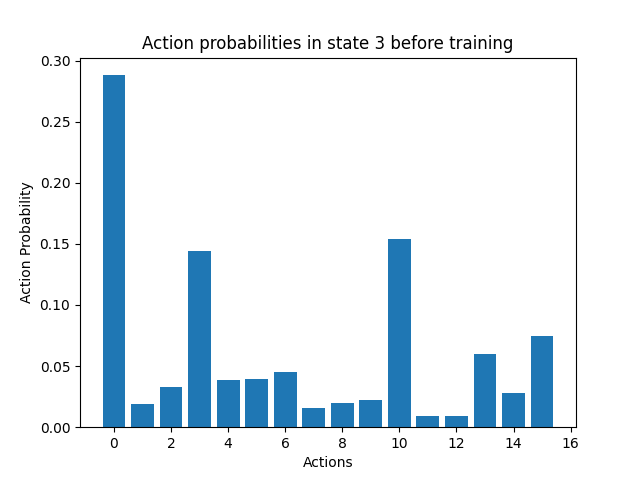 Action probabilities in state 3 before training
0.30
0.25
0.20
0.15
0.10
0.05
0.00
Action Probability
0 2 4 6 8 10 12 14 16
Actions